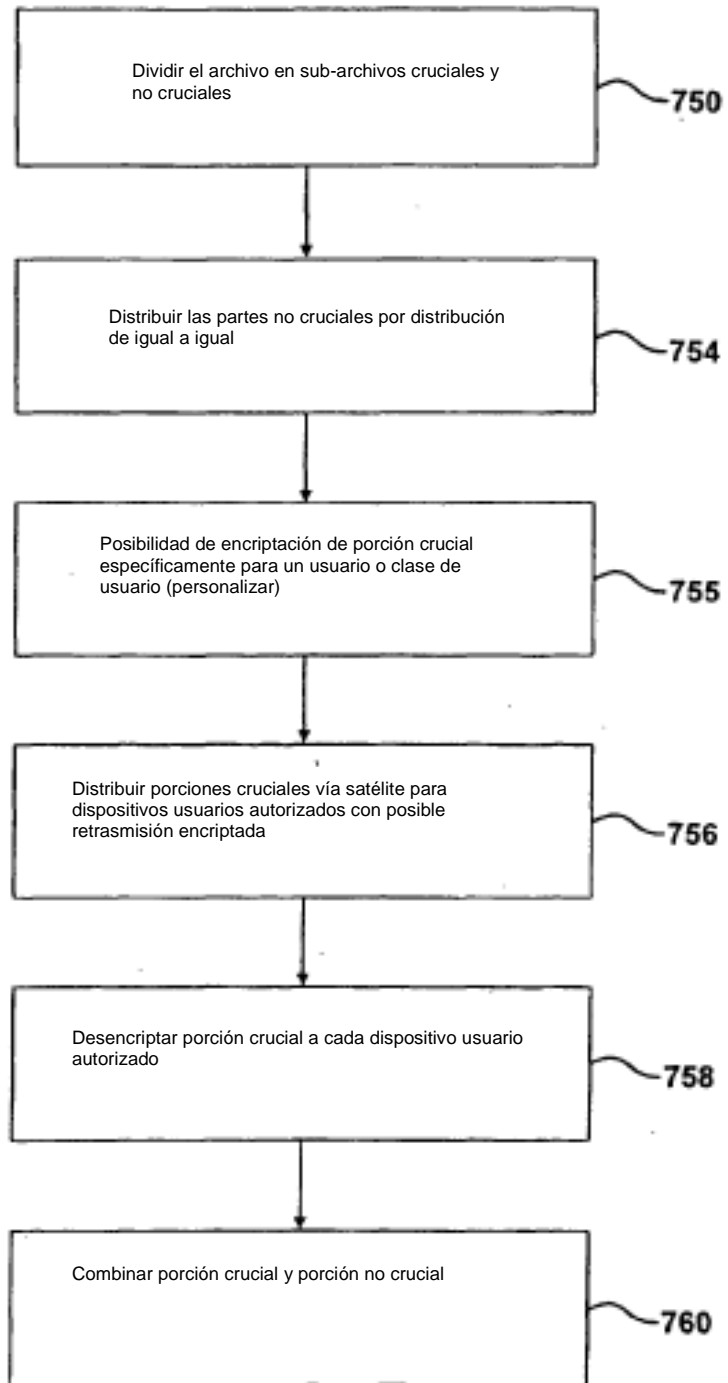 Dividir el archivo en sub-archivos cruciales y
no cruciales
750
Distribuir las partes no cruciales por distribución
de igual a igual
754
Posibilidad de encriptación de porción crucial
específicamente para un usuario o clase de
usuario (personalizar)
755
Distribuir porciones cruciales vía satélite para
dispositivos usuarios autorizados con posible
retrasmisión encriptada
756
Desencriptar porción crucial a cada dispositivo usuario
autorizado
758
Combinar porción crucial y porción no crucial
760